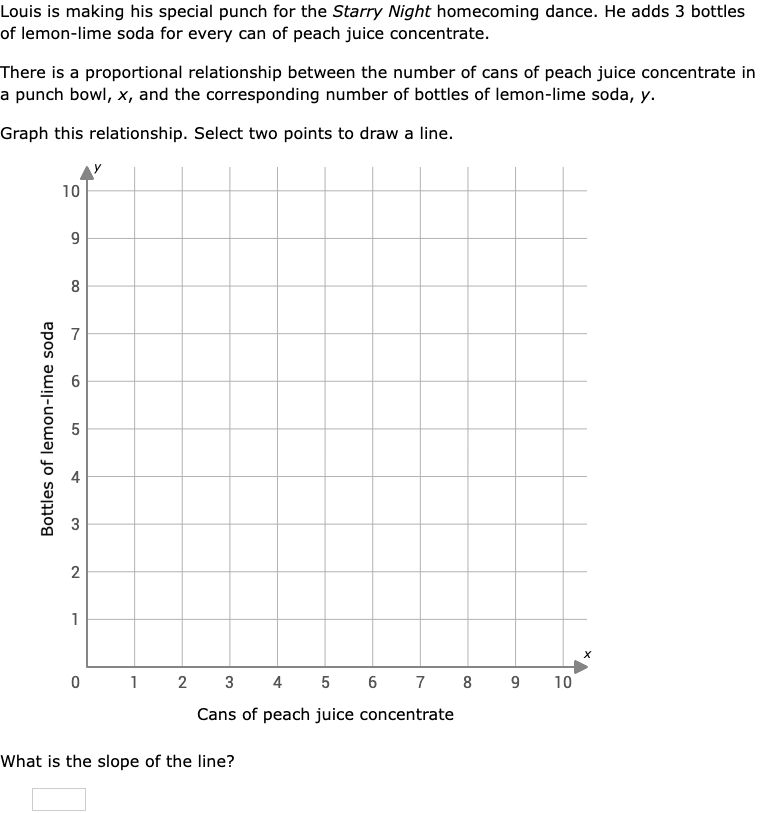 Louis is making his special punch for the Starry Night homecoming dance. He adds 3 bottles
of lemon-lime soda for every can of peach juice concentrate.
There is a proportional relationship between the number of cans of peach juice concentrate in
a punch bowl, x, and the corresponding number of bottles of lemon-lime soda, y.
Graph this relationship. Select two points to draw a line.
y
10
9
8
7
6
5
4
3
2
1
Bottles of lemon-lime soda
x
0 1 2 3 4 5 6 7 8 9 10
Cans of peach juice concentrate
What is the slope of the line?